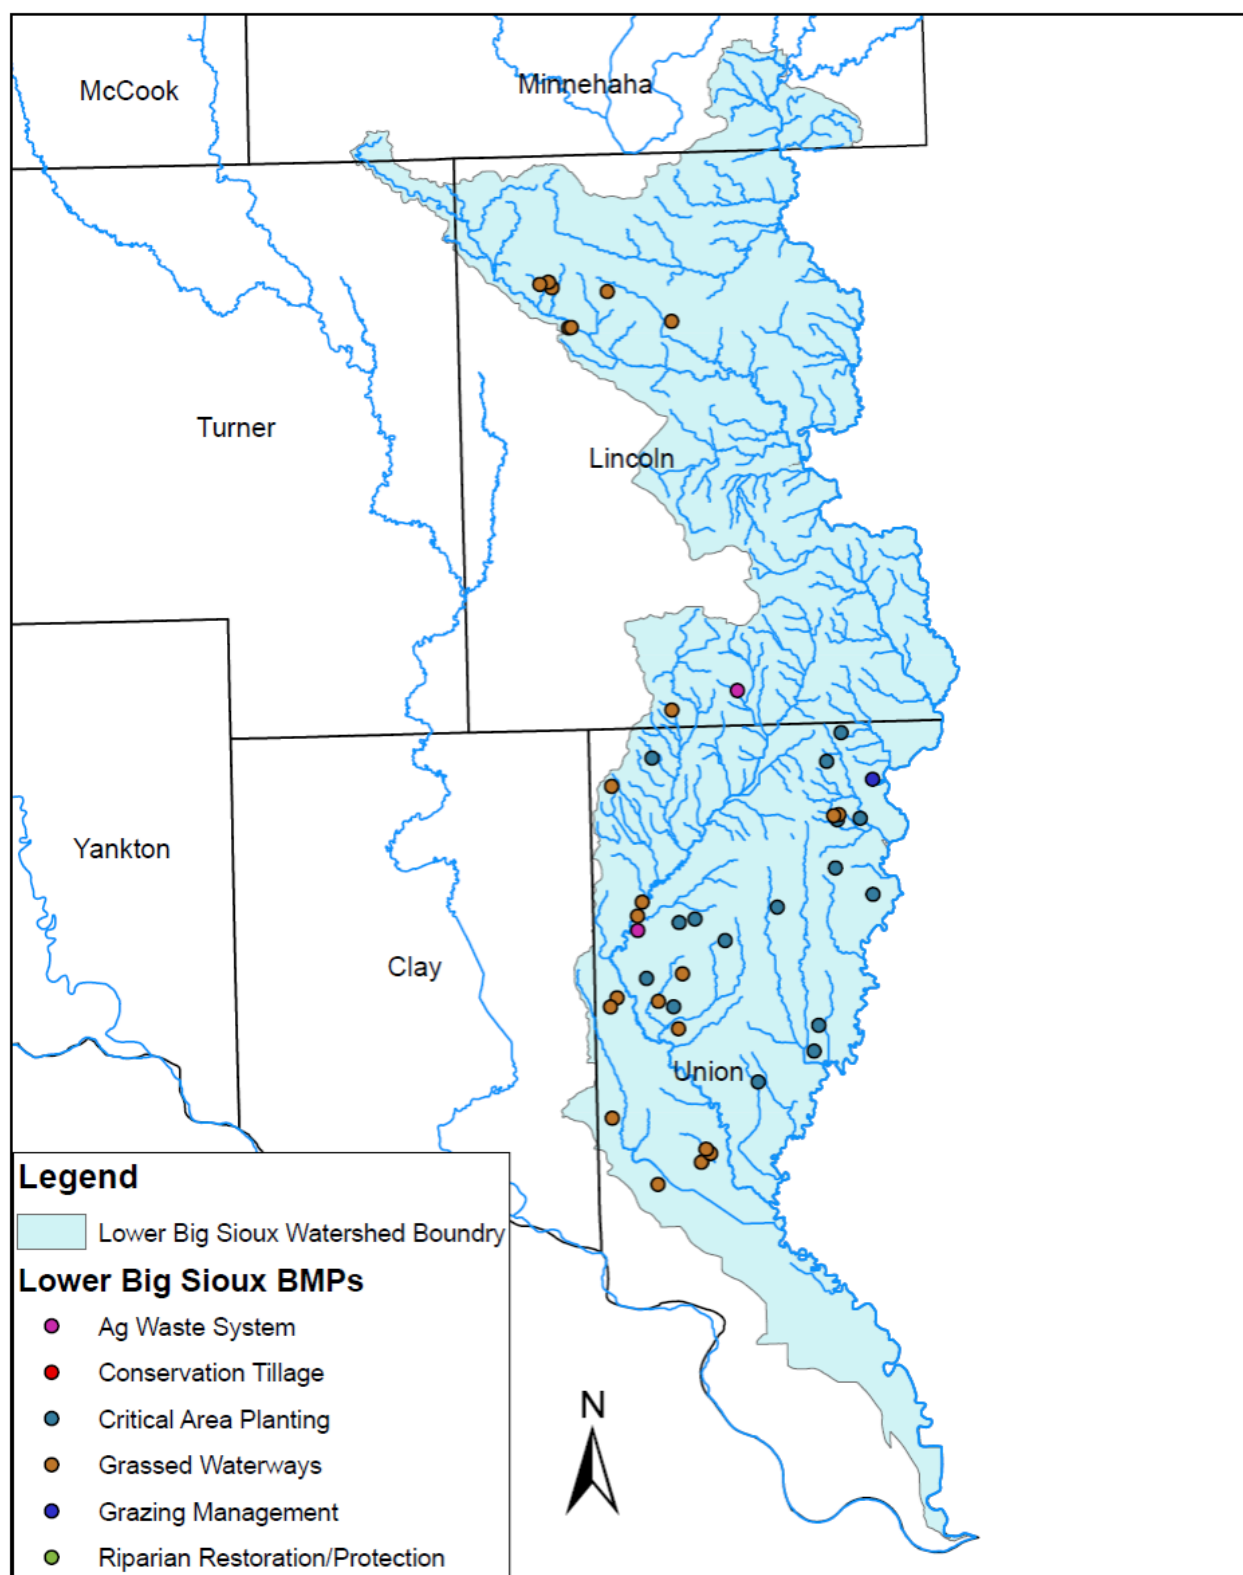 McCook
Minnehaha
Turner
Lincoln
Yankton
Clay
Union
Legend
Lower Big Sioux Watershed Boundry
Lower Big Sioux BMPs
Ag Waste System
Conservation Tillage
Critical Area Planting
Grassed Waterways
Grazing Management
Riparian Restoration/Protection
N